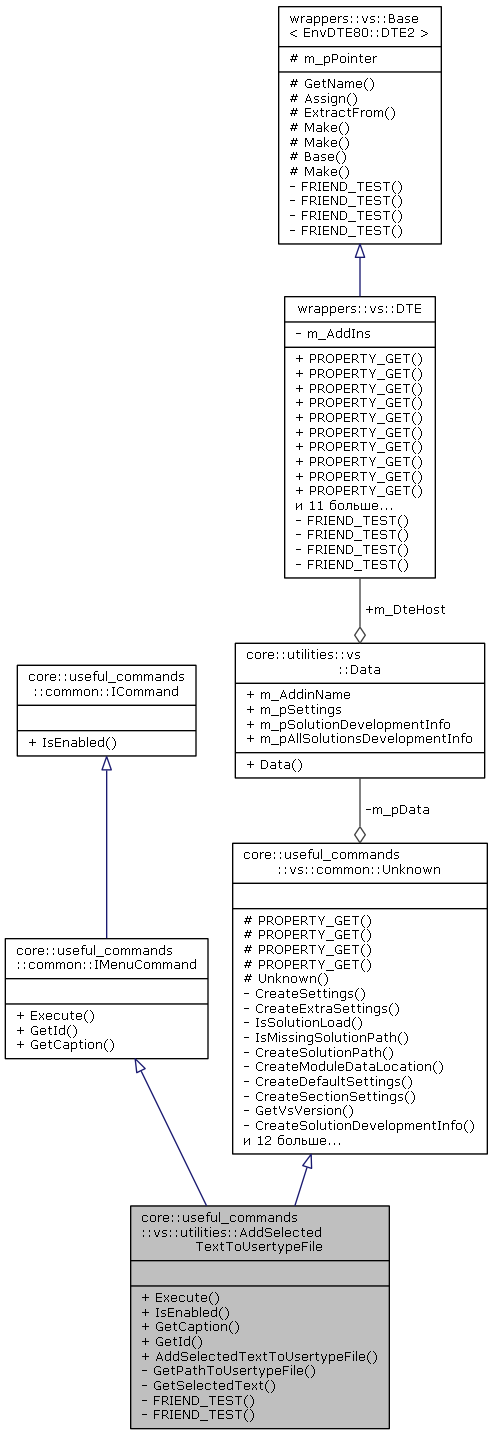 wrappers::vs::Base
< EnvDTE80::DTE2 >
# m_pPointer
# GetName()
# Assign()
# ExtractFrom()
# Make()
# Make()
# Base()
# Make()
- FRIEND_TEST()
- FRIEND_TEST()
- FRIEND_TEST()
- FRIEND_TEST()
wrappers::vs::DTE
- m_AddIns
+ PROPERTY_GET()
+ PROPERTY_GET()
+ PROPERTY_GET()
+ PROPERTY_GET()
+ PROPERTY_GET()
+ PROPERTY_GET()
+ PROPERTY_GET()
+ PROPERTY_GET()
+ PROPERTY_GET()
+ PROPERTY_GET()
и 11 больше...
- FRIEND_TEST()
- FRIEND_TEST()
- FRIEND_TEST()
- FRIEND_TEST()
+m_DteHost
core::utilities::vs
::Data
+ m_AddinName
+ m_pSettings
+ m_pSolutionDevelopmentInfo
+ m_pAllSolutionsDevelopmentInfo
+ Data()
core::useful_commands
::common::ICommand
+ IsEnabled()
-m_pData
core::useful_commands
::vs::common::Unknown
# PROPERTY_GET()
# PROPERTY_GET()
# PROPERTY_GET()
# PROPERTY_GET()
# Unknown()
- CreateSettings()
- CreateExtraSettings()
- IsSolutionLoad()
- IsMissingSolutionPath()
- CreateSolutionPath()
- CreateModuleDataLocation()
- CreateDefaultSettings()
- CreateSectionSettings()
- GetVsVersion()
- CreateSolutionDevelopmentInfo()
и 12 больше...
core::useful_commands
::common::IMenuCommand
+ Execute()
+ GetId()
+ GetCaption()
core::useful_commands
::vs::utilities::AddSelected
TextToUsertypeFile
+ Execute()
+ IsEnabled()
+ GetCaption()
+ GetId()
+ AddSelectedTextToUsertypeFile()
- GetPathToUsertypeFile()
- GetSelectedText()
- FRIEND_TEST()
- FRIEND_TEST()